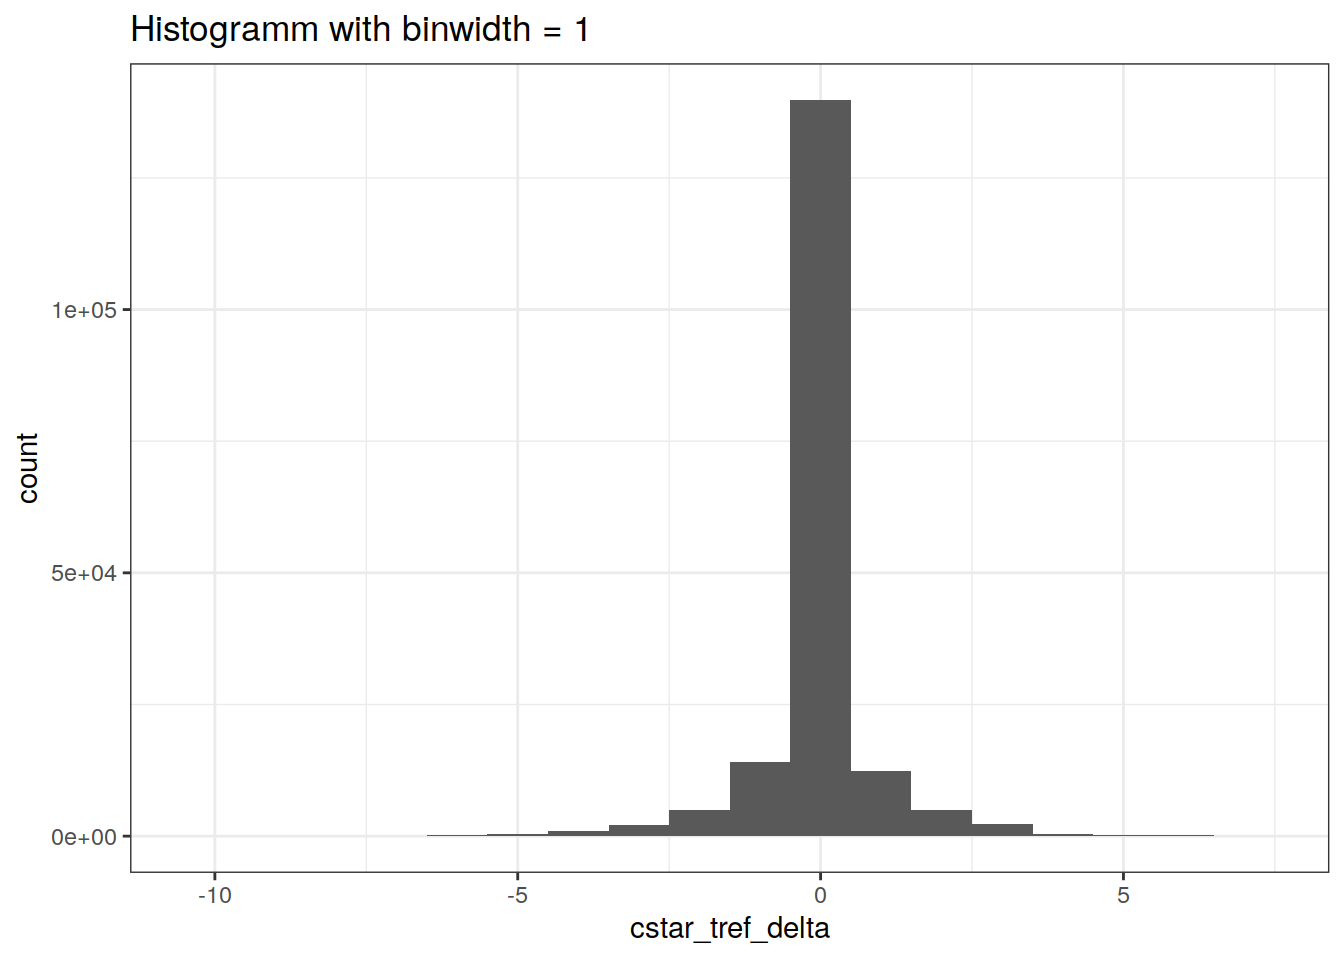 Histogramm with binwidth = 1
1e+05
5e+04
0e+00
count
-10 -5 0 5
cstar_tref_delta